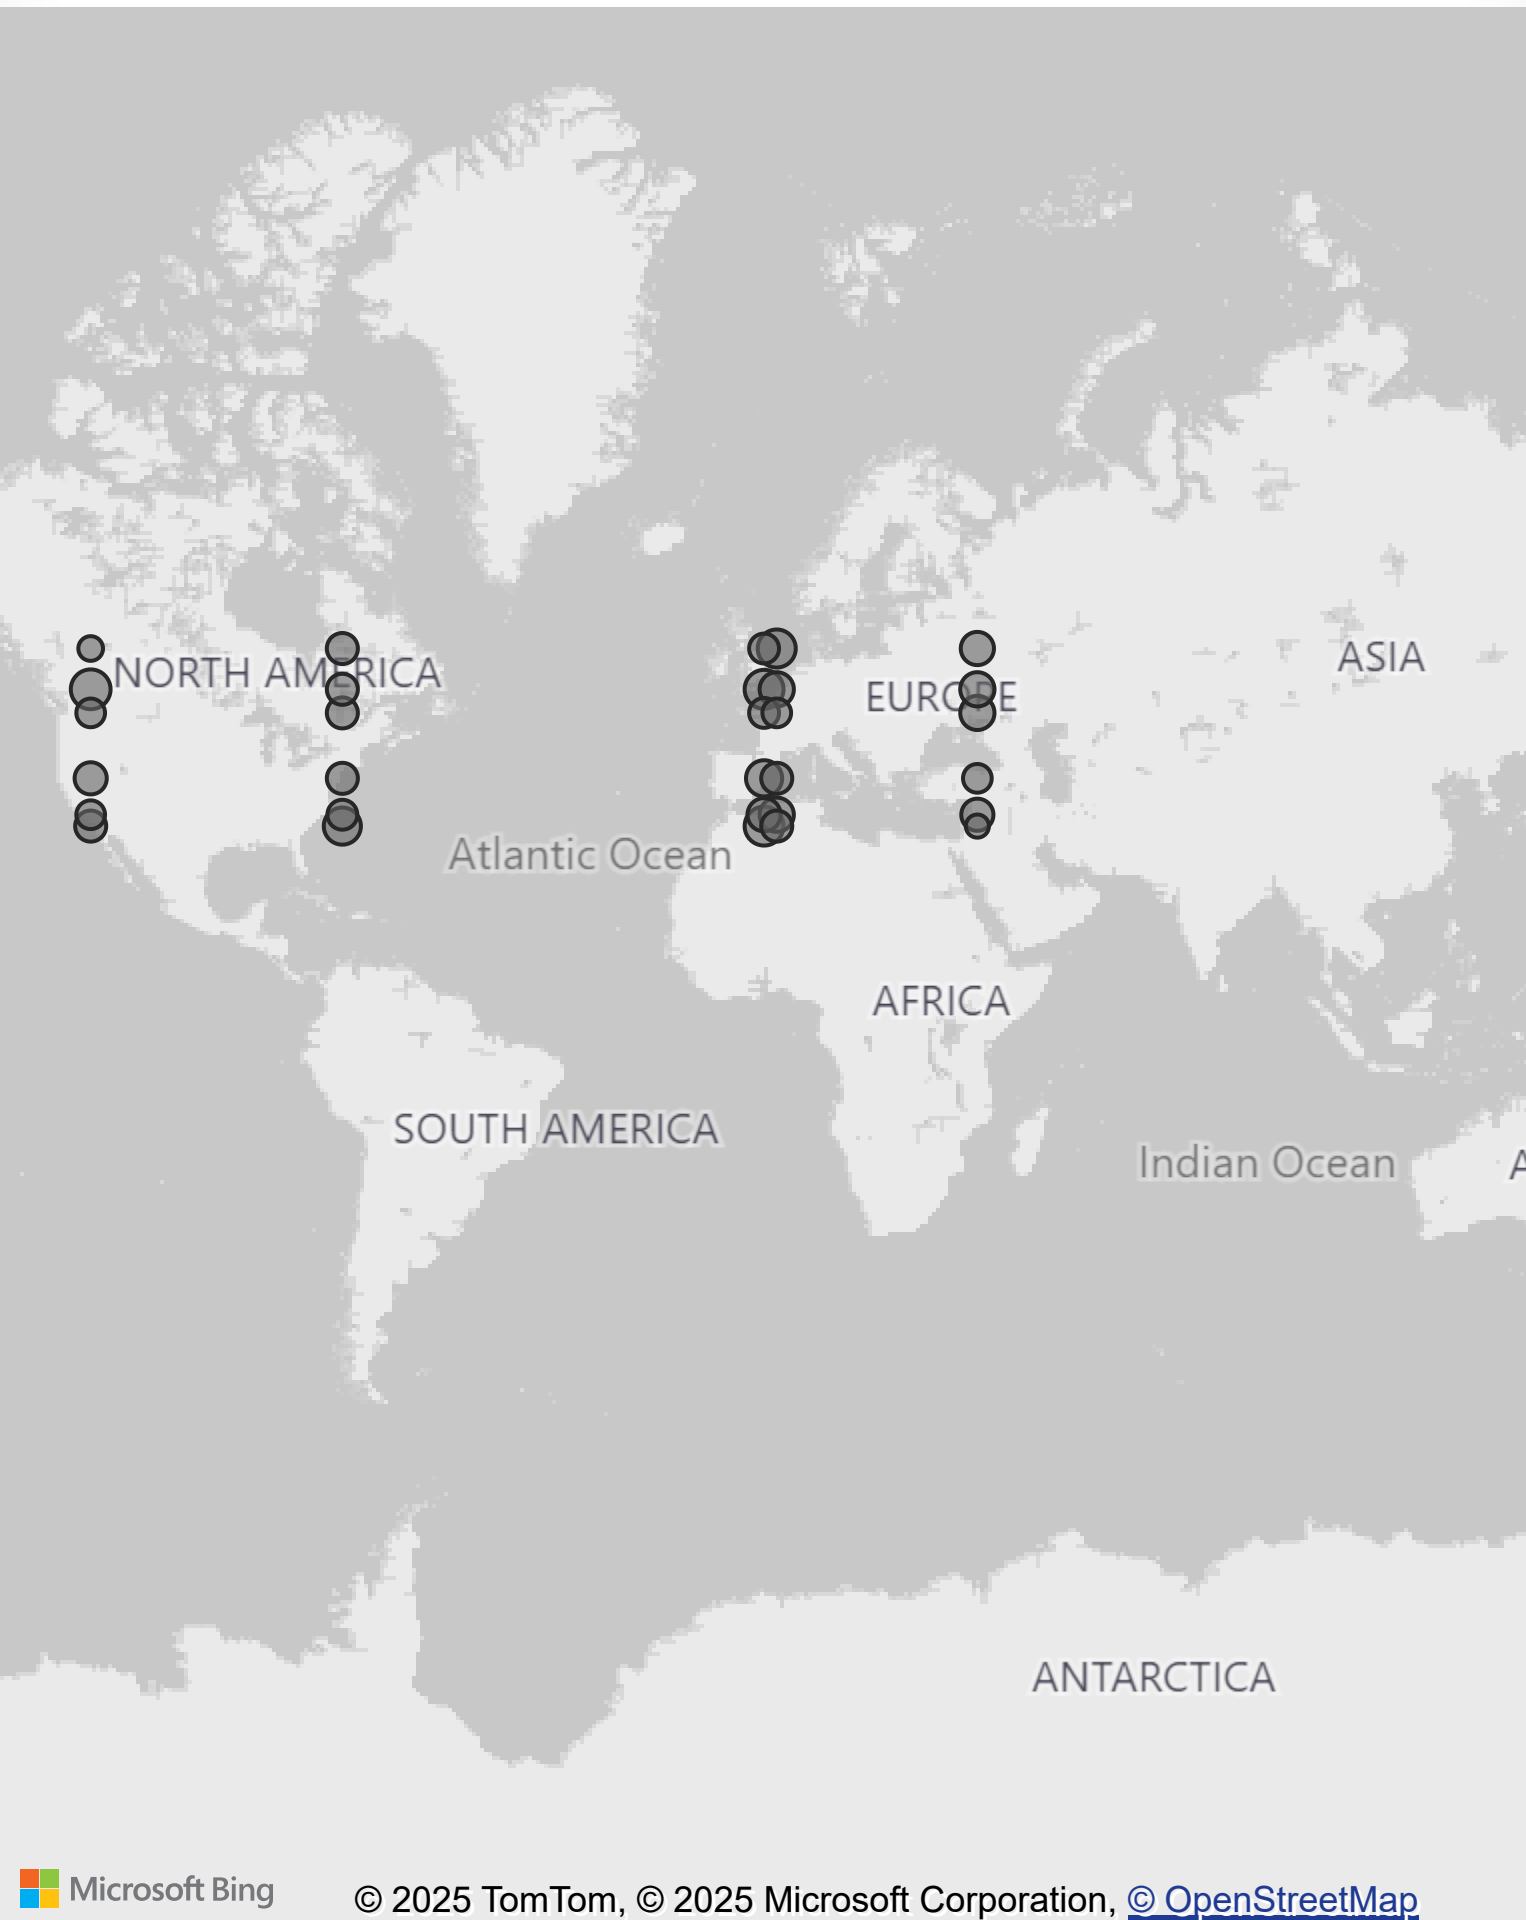 NORTH AMERICA
ASIA
EUROPE
Atlantic Ocean
AFRICA
SOUTH AMERICA
Indian Ocean
A
ANTARCTICA
Microsoft Bing
© 2025 TomTom, © 2025 Microsoft Corporation, © OpenStreetMap